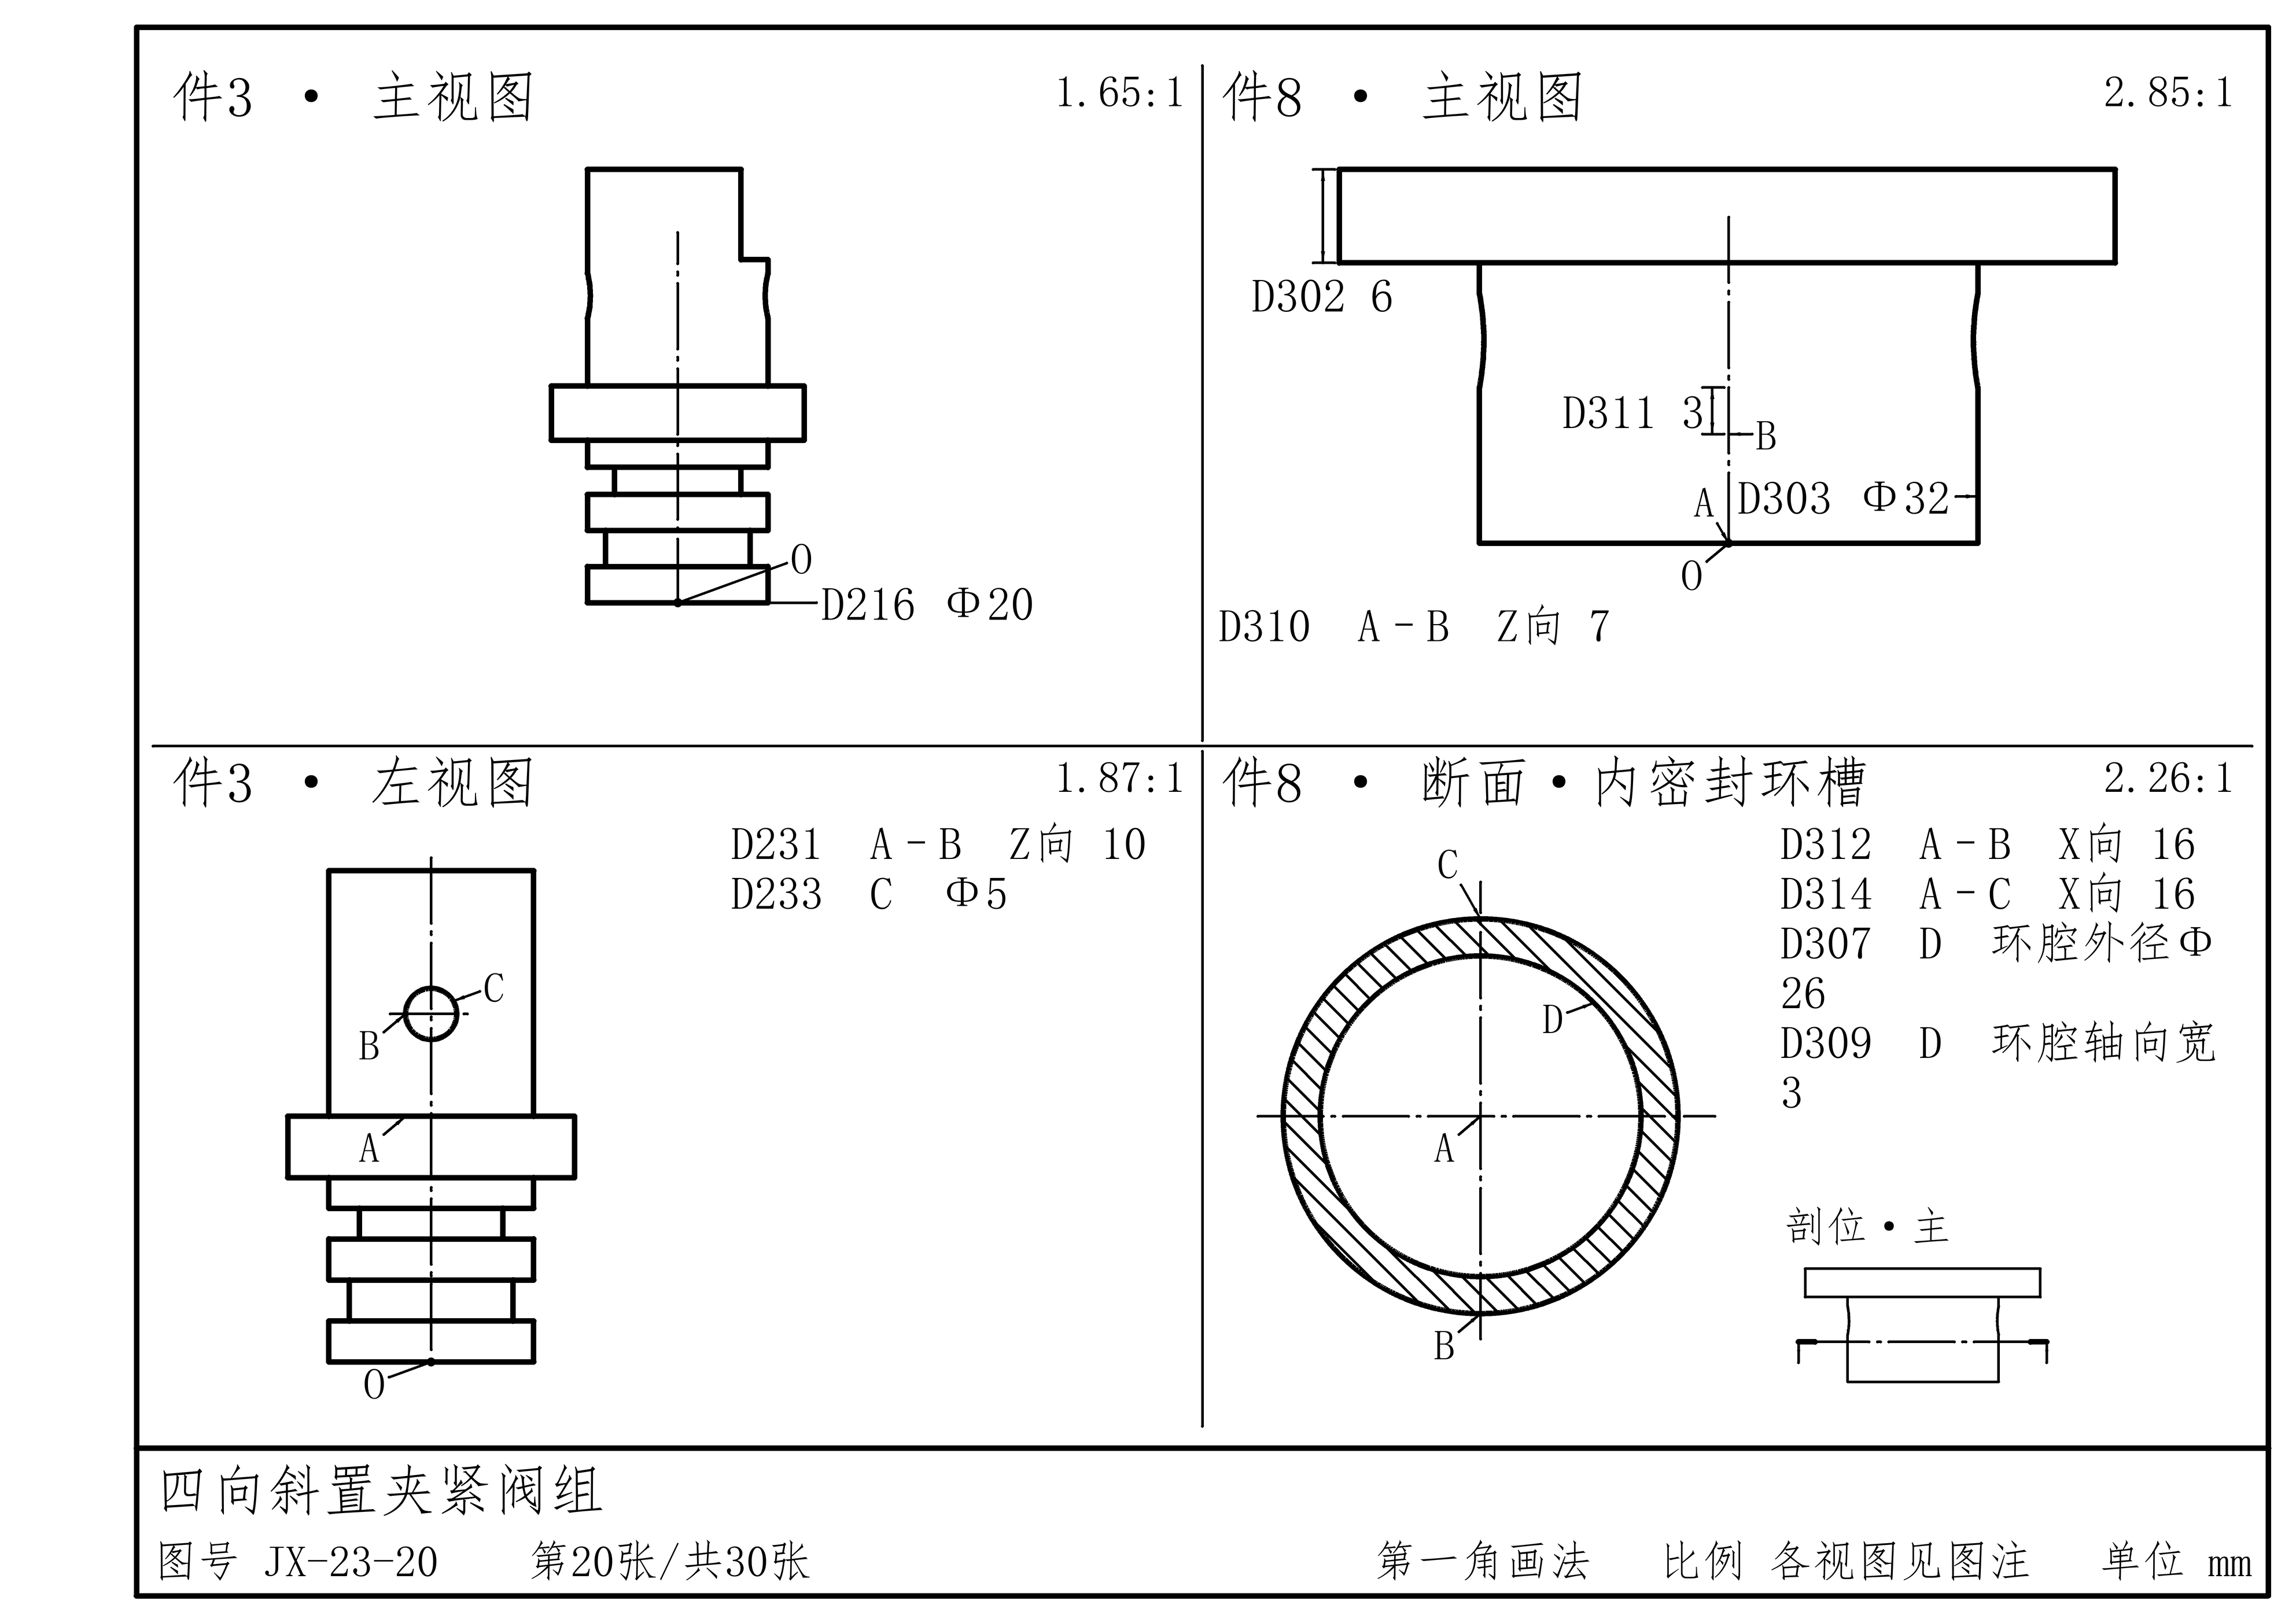 件3 • 主视图 1.65:1
O
D216 Φ20
件8 • 主视图 2.85:1
D302 6
D311 3
B
A D303 Φ32
O
D310 A-B Z向 7
件3 • 左视图 1.87:1
D231 A-B Z向 10
D233 C Φ5
C
B
A
O
件8 • 断面•内密封环槽 2.26:1
D312 A-B X向 16
D314 A-C X向 16
D307 D 环腔外径Φ
26
D309 D 环腔轴向宽
3
C
D
A
B
剖位•主
四向斜置夹紧阀组
图号 JX-23-20 第20张/共30张 第一角画法 比例 各视图见图注 单位 mm